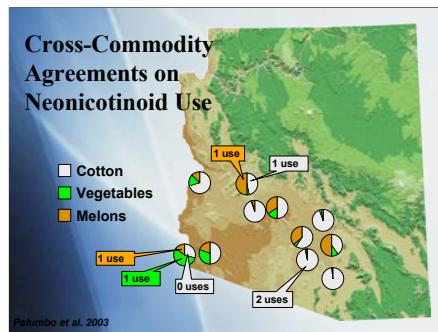 Cross-Commodity
Agreements on
Neonicotinoid Use
1 use
1 use
Cotton
Vegetables
Melons
1 use
1 use
0 uses
2 uses
Palumbo et al. 2003